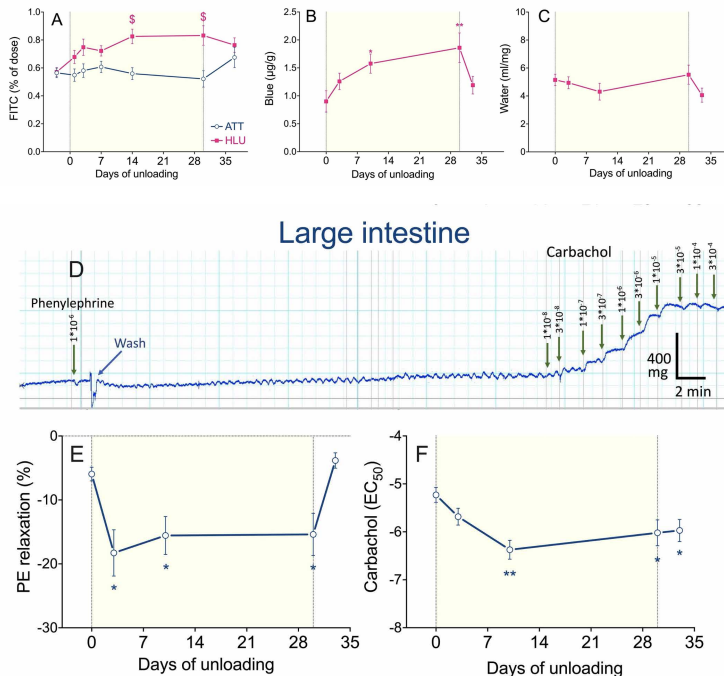 A
B
C
$
$
*
**
FITC (% of dose)
Blue (µg/g)
Water (ml/mg)
1.0
0.8
0.6
0.4
0.2
0.0
2.5
2.0
1.5
1.0
0.5
0.0
8
6
4
2
0
ATT
HLU
0 7 14 21 28 35
0 7 14 21 28 35
0 7 14 21 28 35
Days of unloading
Days of unloading
Days of unloading
Large intestine
D
Carbachol
Phenylephrine
1*10-6
Wash
1*10-8
3*10-8
1*10-7
3*10-7
1*10-6
3*10-6
1*10-5
3*10-5
1*10-4
3*10-4
400
mg
2 min
E
PE relaxation (%)
0
-10
-20
-30
*
*
*
0 7 14 21 28 35
Days of unloading
F
Carbachol (EC50)
-4
-5
-6
-7
-8
**
*
*
0 7 14 21 28 35
Days of unloading